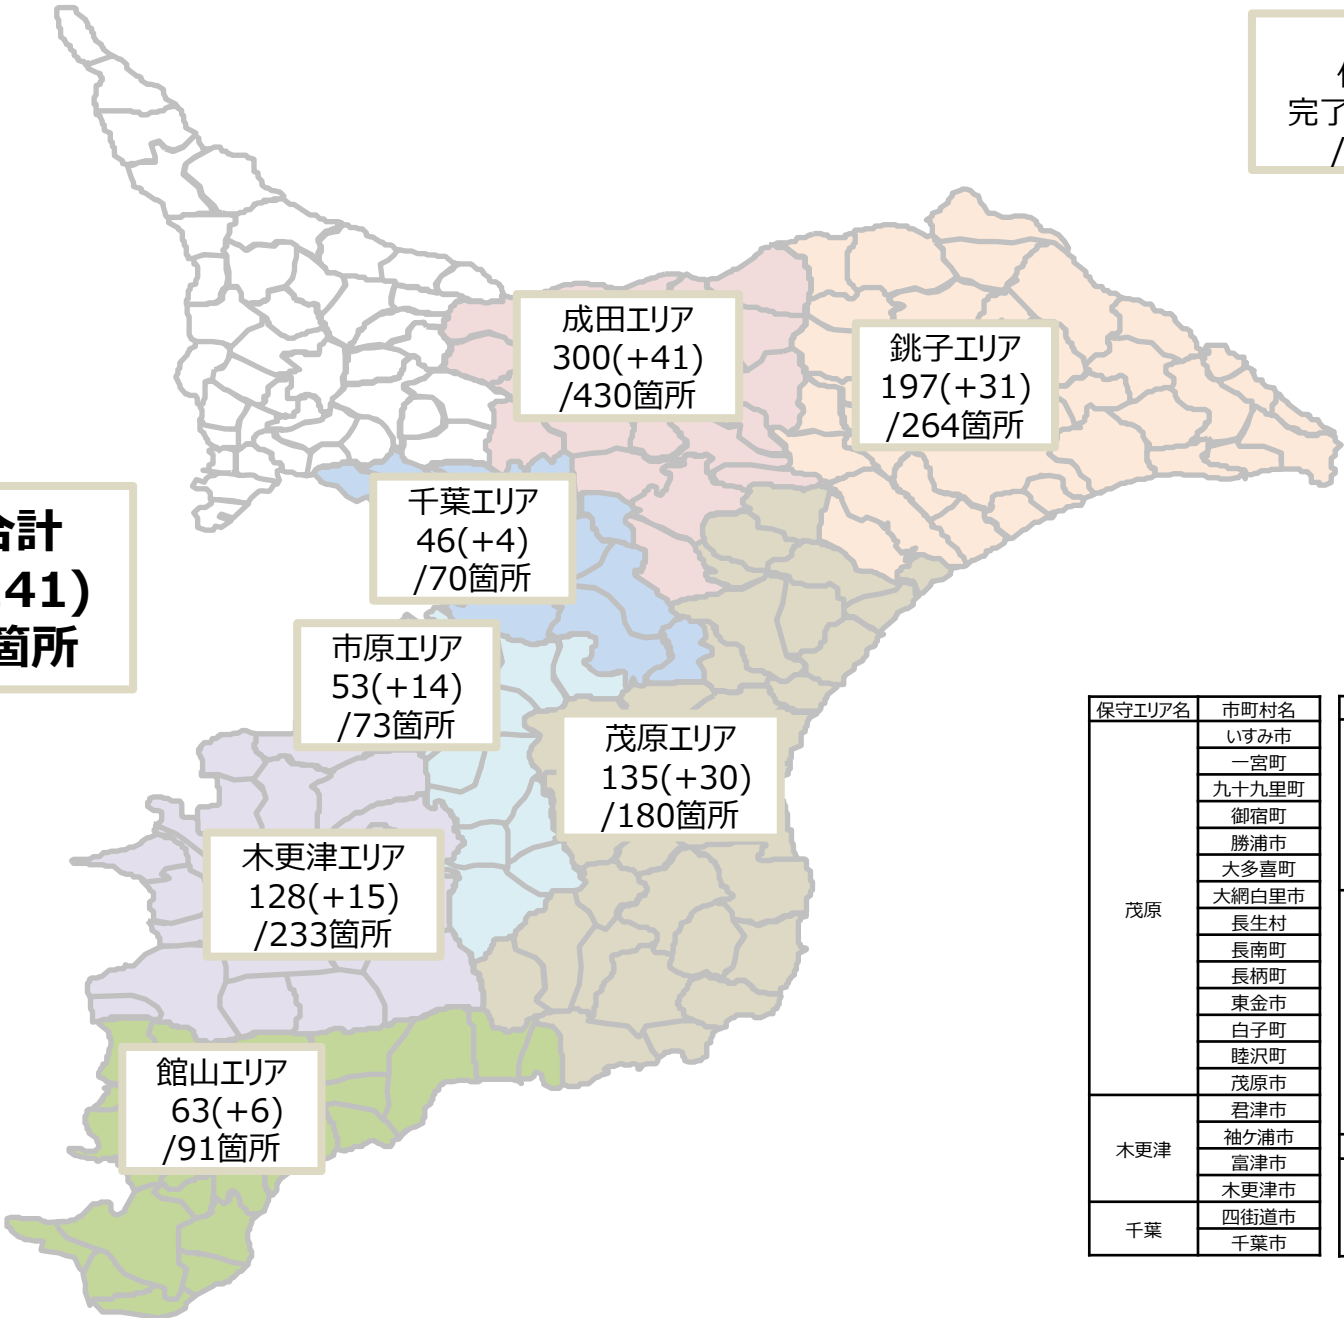 完了
/
成田エリア
300(+41)
/430箇所
銚子エリア
197(+31)
/264箇所
千葉エリア
46(+4)
/70箇所
合計
41)
箇所
市原エリア
53(+14)
/73箇所
茂原エリア
135(+30)
/180箇所
木更津エリア
128(+15)
/233箇所
館山エリア
63(+6)
/91箇所
保守エリア名 市町村名
茂原
いすみ市
一宮町
九十九里町
御宿町
勝浦市
大多喜町
大網白里市
長生村
長南町
長柄町
東金市
白子町
睦沢町
茂原市
木更津
君津市
袖ケ浦市
富津市
木更津市
千葉
四街道市
千葉市